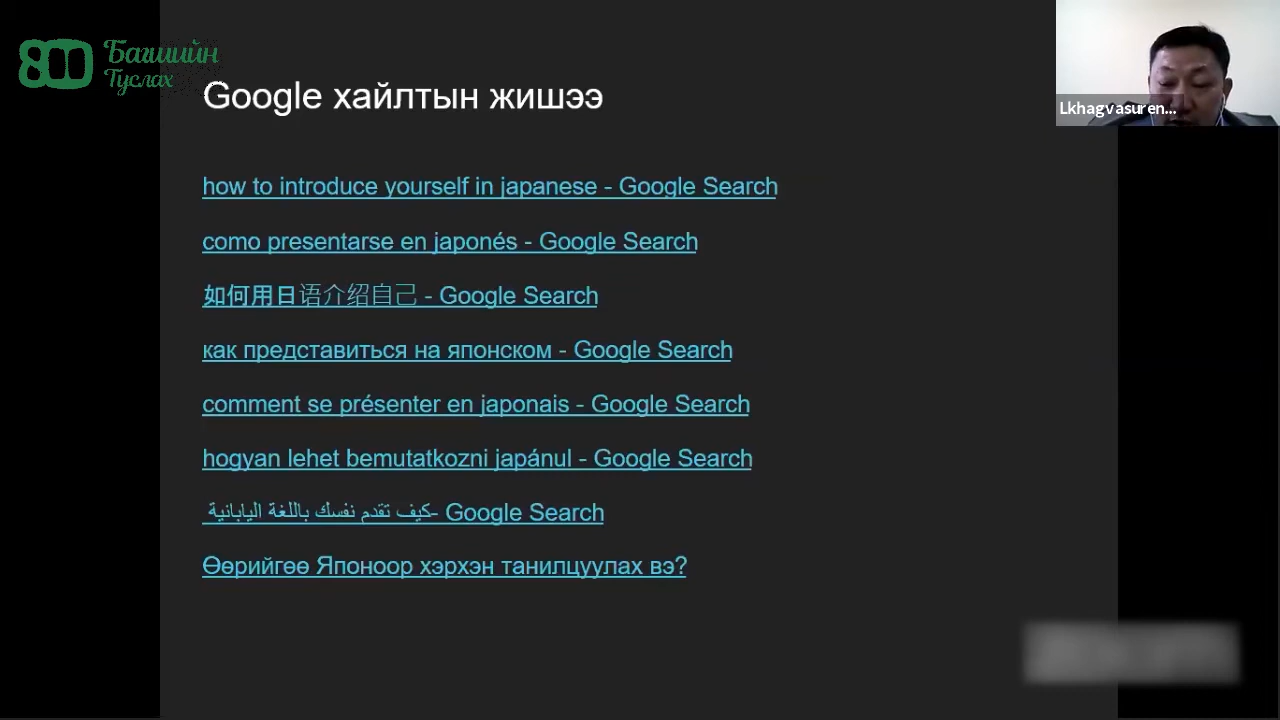 800 Багшийн
Туслах
Google хайлтын жишээ
Lkhagvasuren...
how to introduce yourself in japanese - Google Search
como presentarse en japonés - Google Search
如何用日语介绍自己 - Google Search
как представиться на японском - Google Search
comment se présenter en japonais - Google Search
hogyan lehet bemutatkozni japánul - Google Search
كيف تقدم نفسك باللغة اليابانية- Google Search
Өөрийгөө Японоор хэрхэн танилцуулах вэ?